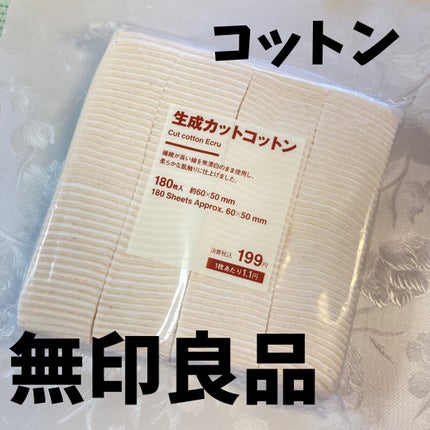 コットン
生成カットコットン
Cut cotton Ecru
繊維が長い綿を無漂白のまま使用し、
柔らかな肌触りに仕上げました。
180枚入 約60×50mm
180 Sheets Approx. 60×50mm
消費税込 199円
1枚あたり1.1円
無印良品